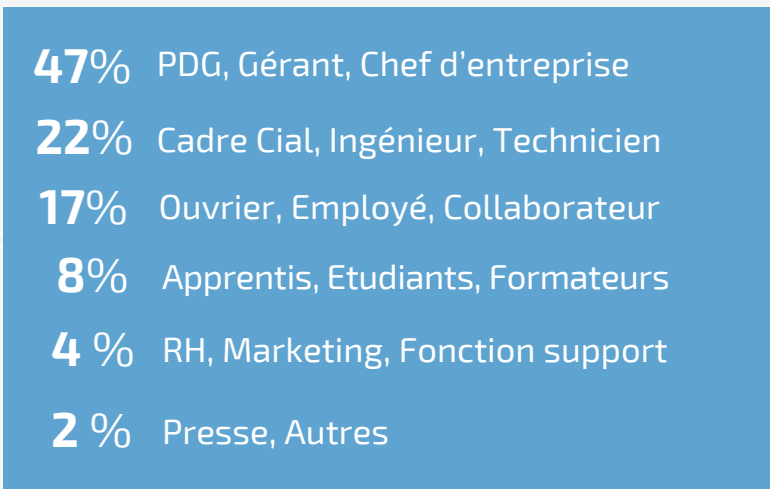 47% PDG, Gérant, Chef d'entreprise
22% Cadre Cial, Ingénieur, Technicien
17% Ouvrier, Employé, Collaborateur
8% Apprentis, Etudiants, Formateurs
4 % RH, Marketing, Fonction support
2 % Presse, Autres